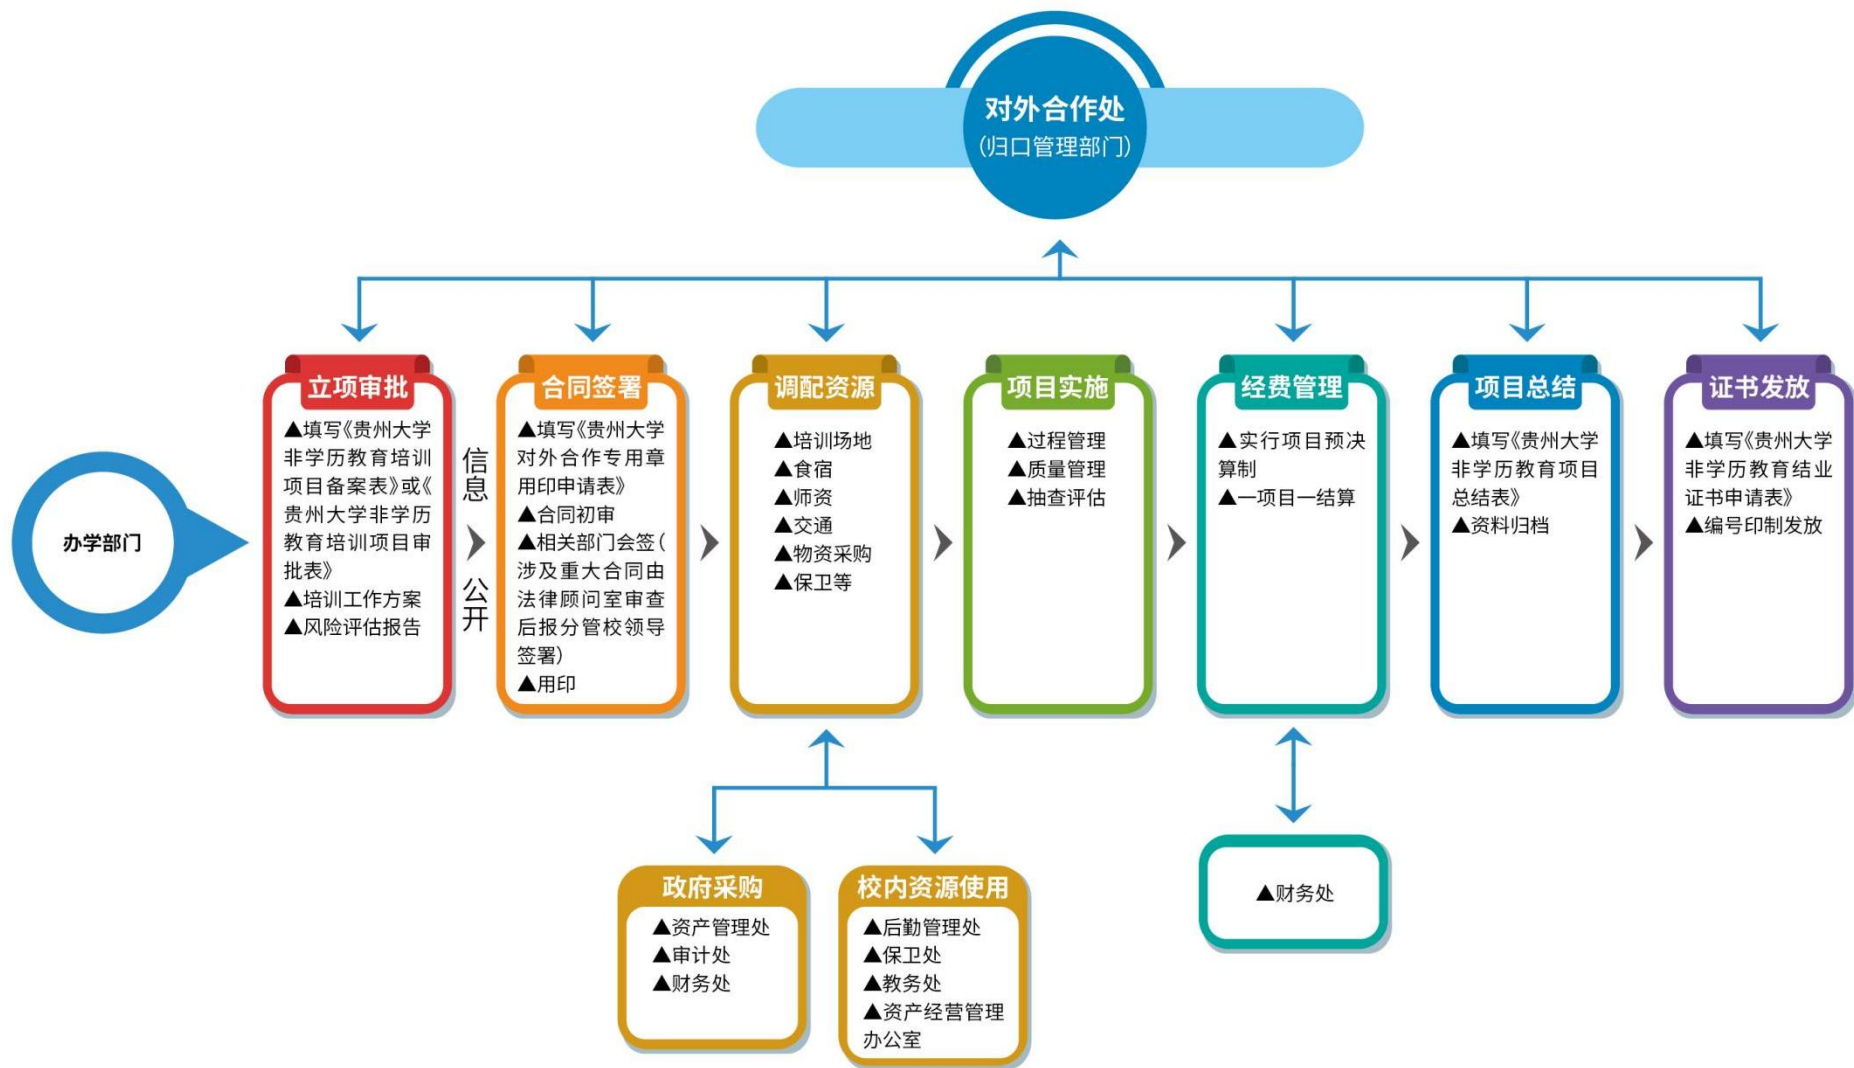 对外合作处
(归口管理部门)
办学部门
立项审批
▲填写《贵州大学
非学历教育培训
项目备案表》或《
贵州大学非学历
教育培训项目审
批表》
▲培训工作方案
▲风险评估报告
信息
公开
合同签署
▲填写《贵州大学
对外合作专用章
用印申请表》
▲合同初审
▲相关部门会签(
涉及重大合同由
法律顾问室审查
后报分管校领导
签署)
▲用印
调配资源
▲培训场地
▲食宿
▲师资
▲交通
▲物资采购
▲保卫等
项目实施
▲过程管理
▲质量管理
▲抽查评估
经费管理
▲实行项目预决
算制
▲一项目一结算
项目总结
▲填写《贵州大学
非学历教育项目
总结表》
▲资料归档
证书发放
▲填写《贵州大学
非学历教育结业
证书申请表》
▲编号印制发放
政府采购
▲资产管理处
▲审计处
▲财务处
校内资源使用
▲后勤管理处
▲保卫处
▲教务处
▲资产经营管理
办公室
▲财务处